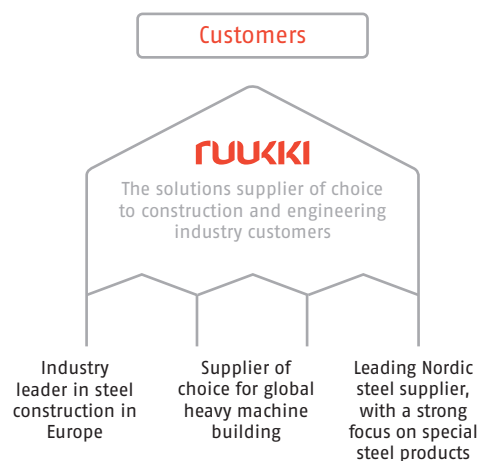 Customers
ruukki
The solutions supplier of choice
to construction and engineering
industry customers
Industry
leader in steel
construction in
Europe
Supplier of
choice for global
heavy machine
building
Leading Nordic
steel supplier,
with a strong
focus on special
steel products